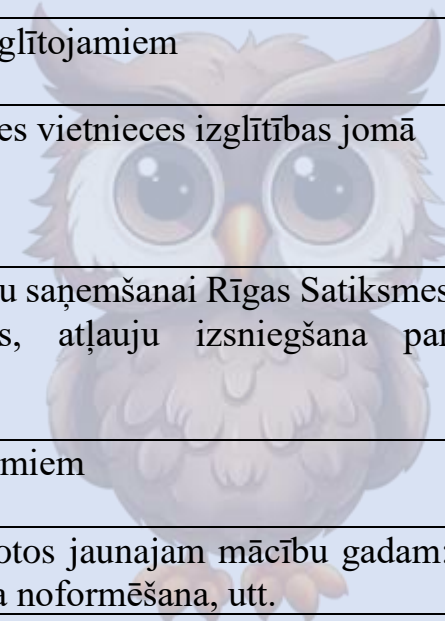 glītojamiem
es vietnieces izglītības jomā
u saņemšanai Rīgas Satiksmes
s, atļauju izsniegšana par
miem
otos jaunajam mācību gadam:
a noformēšana, utt.